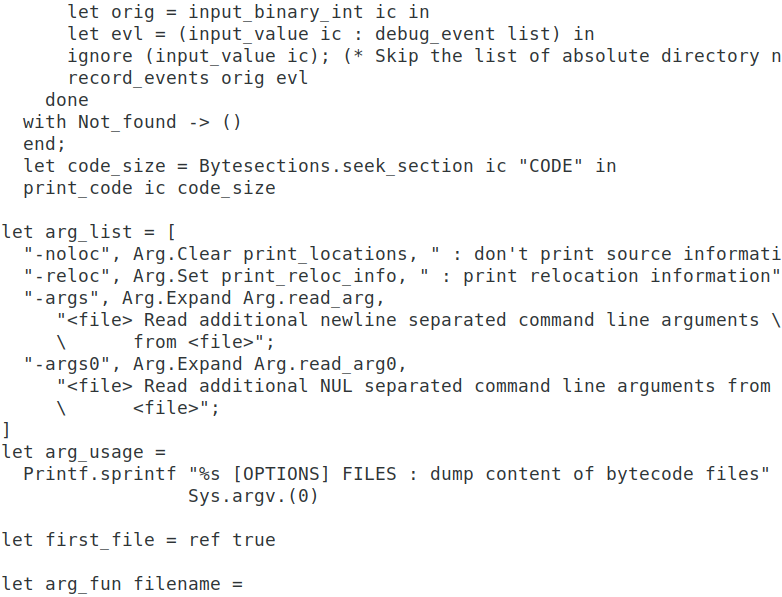 let orig = input_binary_int ic in
      let evl = (input_value ic : debug_event list) in
      ignore (input_value ic); (* Skip the list of absolute directory n
      record_events orig evl
    done
  with Not_found -> ()
  end;
  let code_size = Bytesections.seek_section ic "CODE" in
  print_code ic code_size

let arg_list = [
  "-noloc", Arg.Clear print_locations, " : don't print source informati
  "-reloc", Arg.Set print_reloc_info, " : print relocation information"
  "-args", Arg.Expand Arg.read_arg,
     "<file> Read additional newline separated command line arguments \
     \      from <file>";
  "-args0", Arg.Expand Arg.read_arg0,
     "<file> Read additional NUL separated command line arguments from
     \      <file>";
]
let arg_usage =
  Printf.sprintf "%s [OPTIONS] FILES : dump content of bytecode files"
                 Sys.argv.(0)

let first_file = ref true

let arg_fun filename =